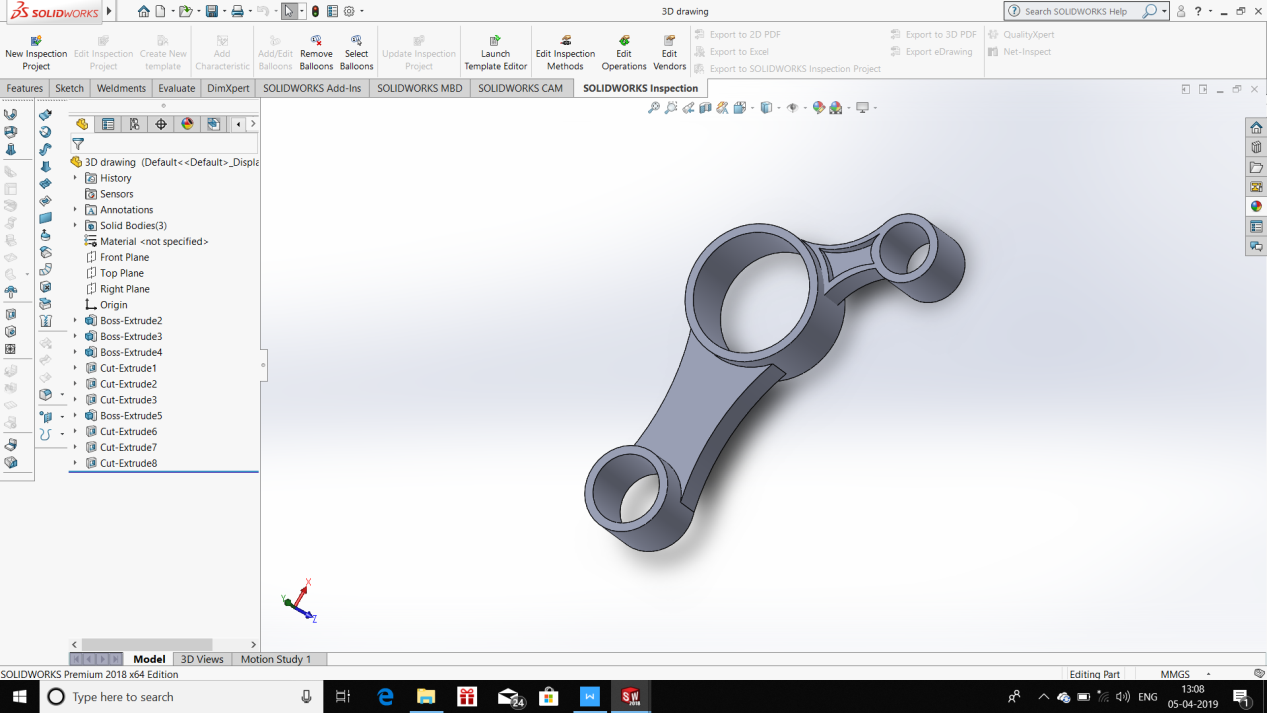 SOLIDWORKS
3D drawing
Search SOLIDWORKS Help
?
New Inspection Project
Edit Inspection Project
Create New template
Add Characteristic
Add/Edit Balloons
Remove Balloons
Select Balloons
Update Inspection Project
Launch Template Editor
Edit Inspection Methods
Edit Operations
Edit Vendors
Export to 2D PDF
Export to Excel
Export to SOLIDWORKS Inspection Project
Export to 3D PDF
Export eDrawing
QualityXpert
Net-Inspect
Features
Sketch
Weldments
Evaluate
DimXpert
SOLIDWORKS Add-Ins
SOLIDWORKS MBD
SOLIDWORKS CAM
SOLIDWORKS Inspection
3D drawing (Default<<Default>_Displa
History
Sensors
Annotations
Solid Bodies(3)
Material <not specified>
Front Plane
Top Plane
Right Plane
Origin
Boss-Extrude2
Boss-Extrude3
Boss-Extrude4
Cut-Extrude1
Cut-Extrude2
Cut-Extrude3
Boss-Extrude5
Cut-Extrude6
Cut-Extrude7
Cut-Extrude8
X
Y
Z
Model
3D Views
Motion Study 1
SOLIDWORKS Premium 2018 x64 Edition
Editing Part
MMGS
Type here to search
24
SW
2018
ENG
13:08
05-04-2019
1